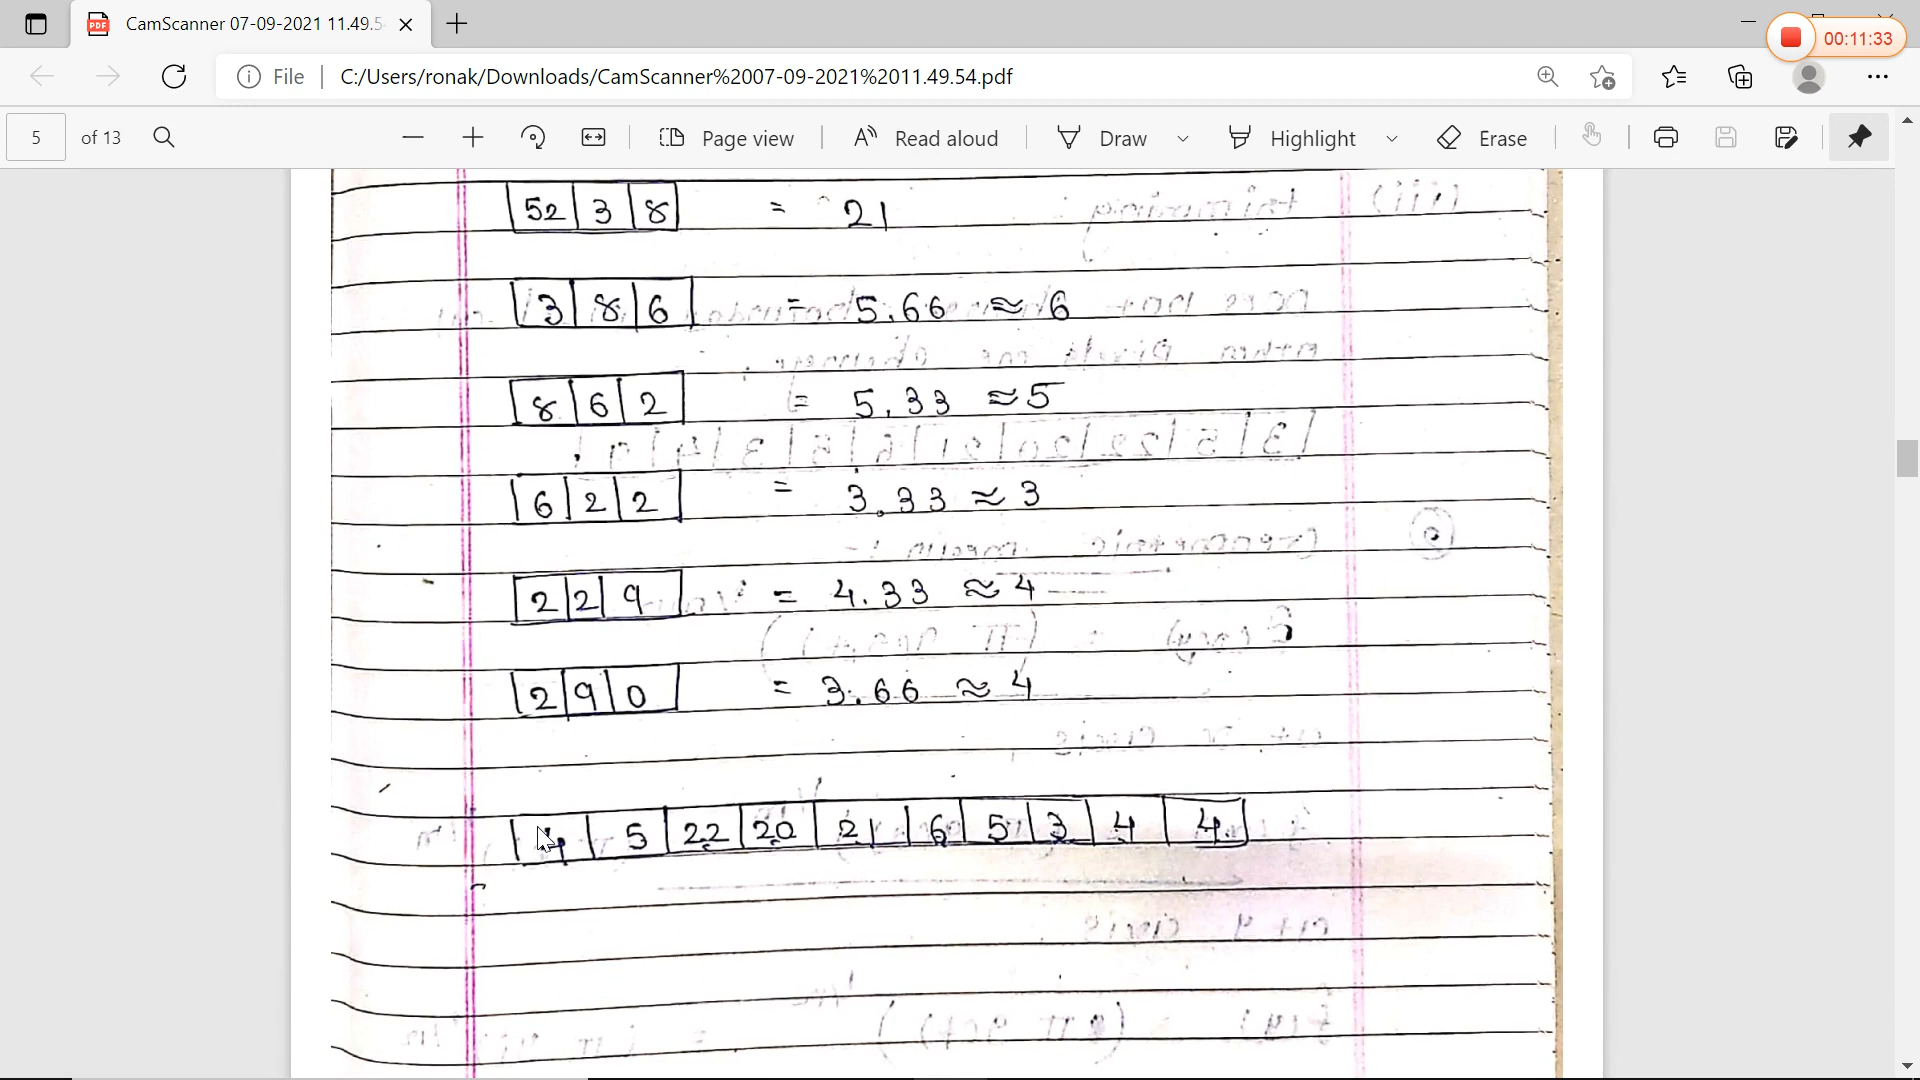 CamScanner 07-09-2021 11.49.5
00:11:33
File C:/Users/ronak/Downloads/CamScanner%2007-09-2021%2011.49.54.pdf
5 of 13 Page view Read aloud Draw Highlight Erase
52 3 8 = 21
3 8 6 = 5.66 ≈ 6
8 6 2 = 5.33 ≈ 5
6 2 2 = 3.33 ≈ 3
2 2 9 = 4.33 ≈ 4
2 9 0 = 3.66 ≈ 4
4 5 22 20 21 6 5 3 4 4